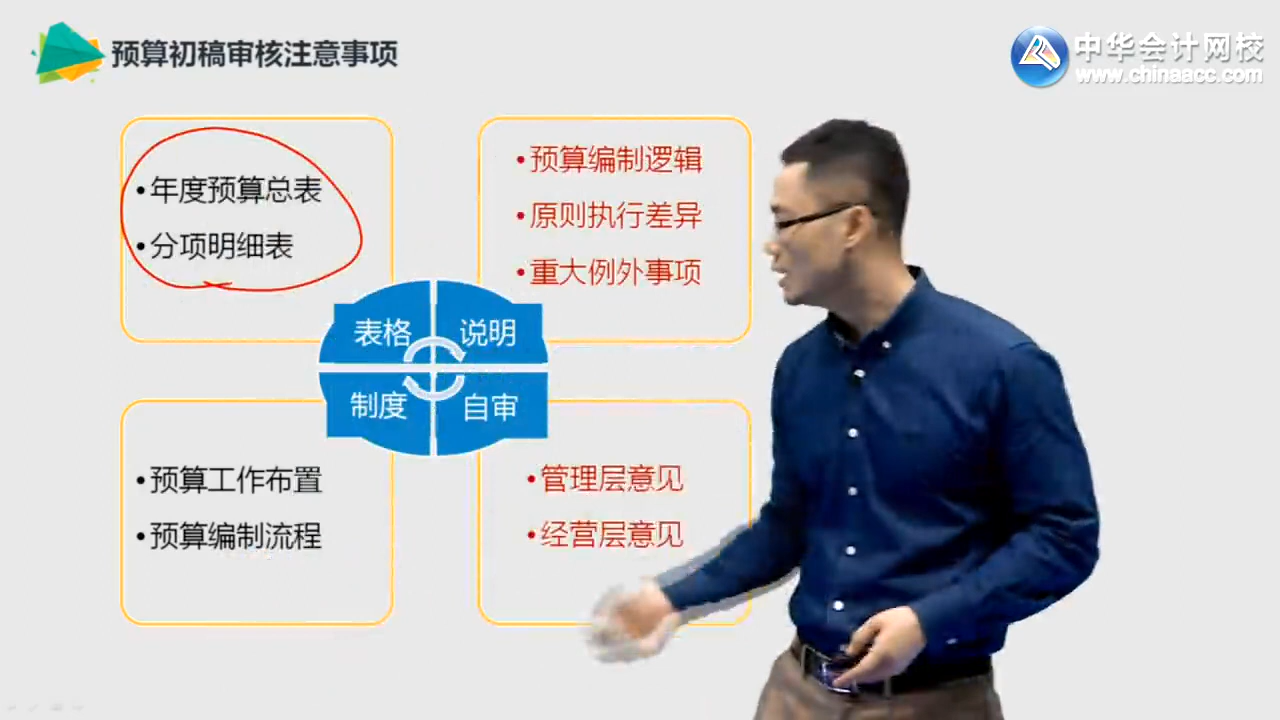 预算初稿审核注意事项
中华会计网校
www.chinaacc.com
•年度预算总表
•分项明细表
•预算编制逻辑
•原则执行差异
•重大例外事项
表格
说明
制度
自审
•预算工作布置
•预算编制流程
•管理层意见
•经营层意见